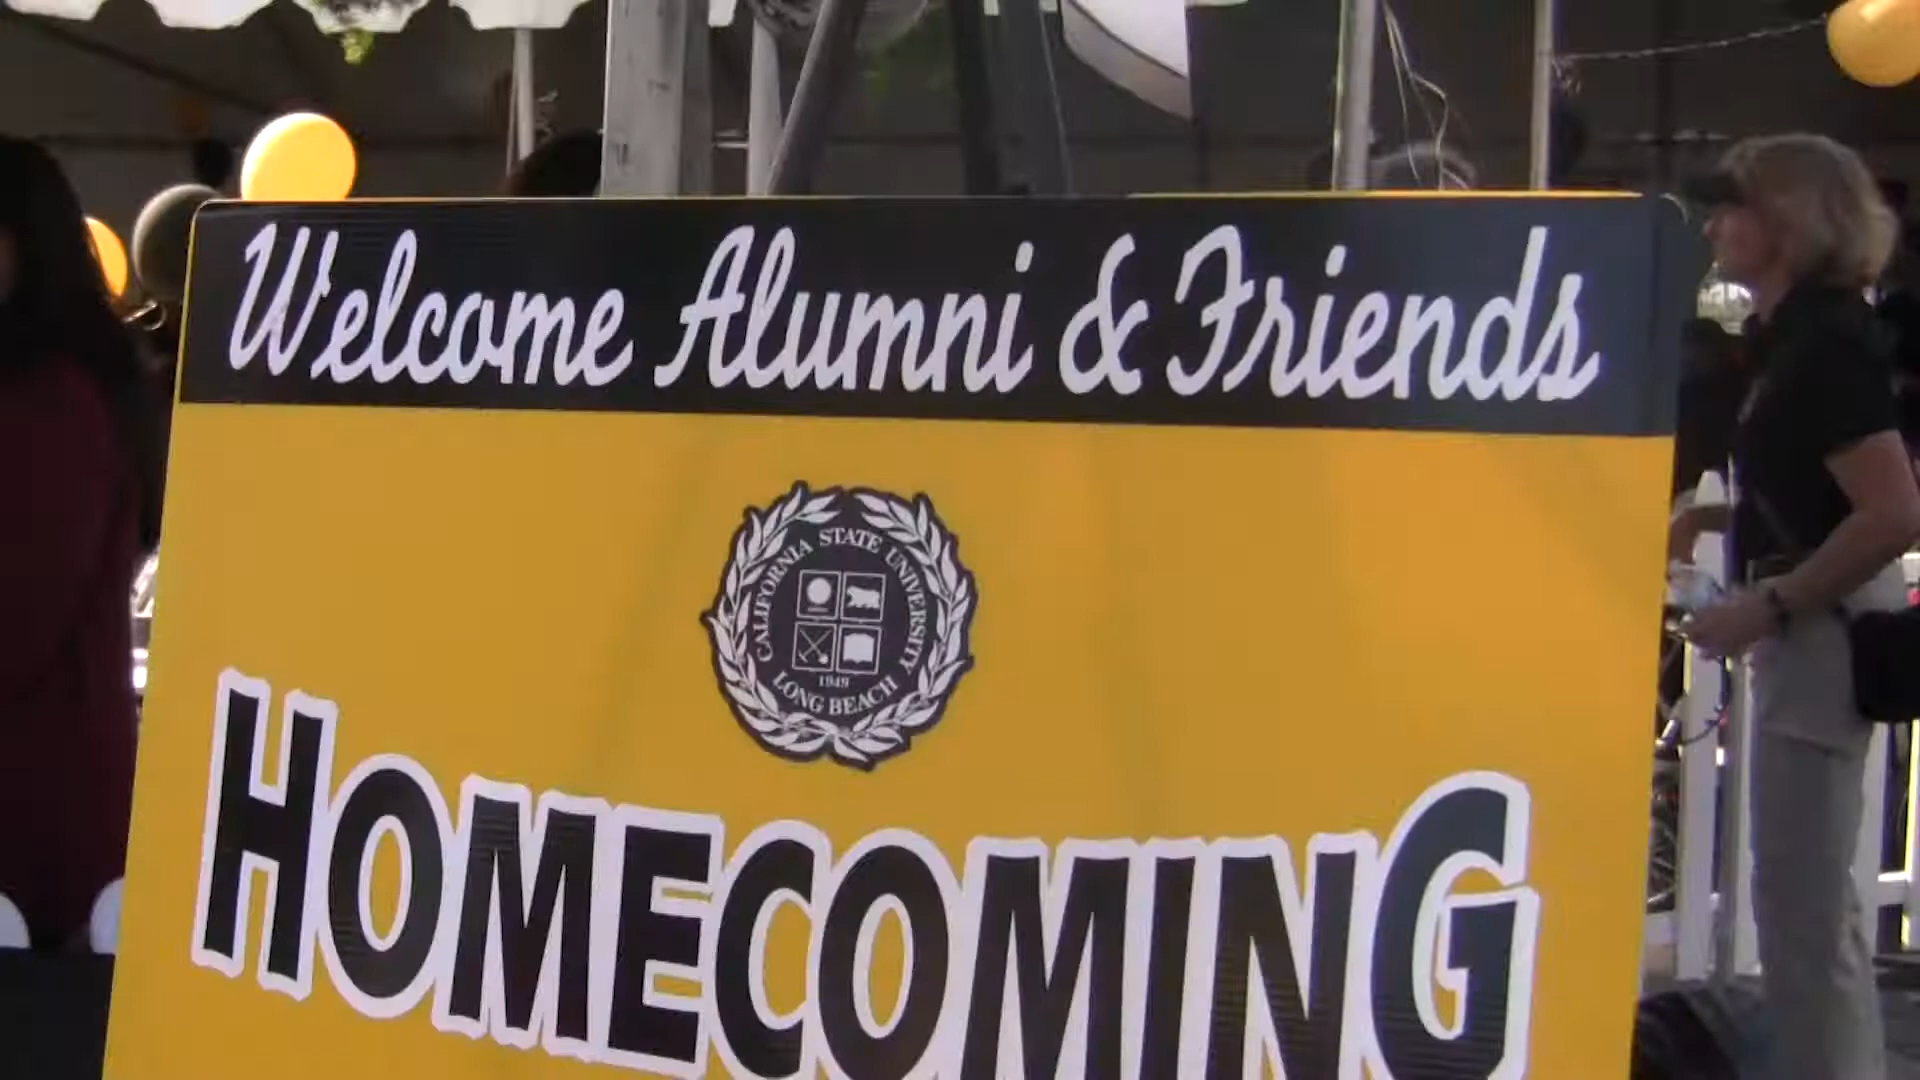 Welcome Alumni & Friends
CALIFORNIA STATE UNIVERSITY
1949
LONG BEACH
HOMECOMING